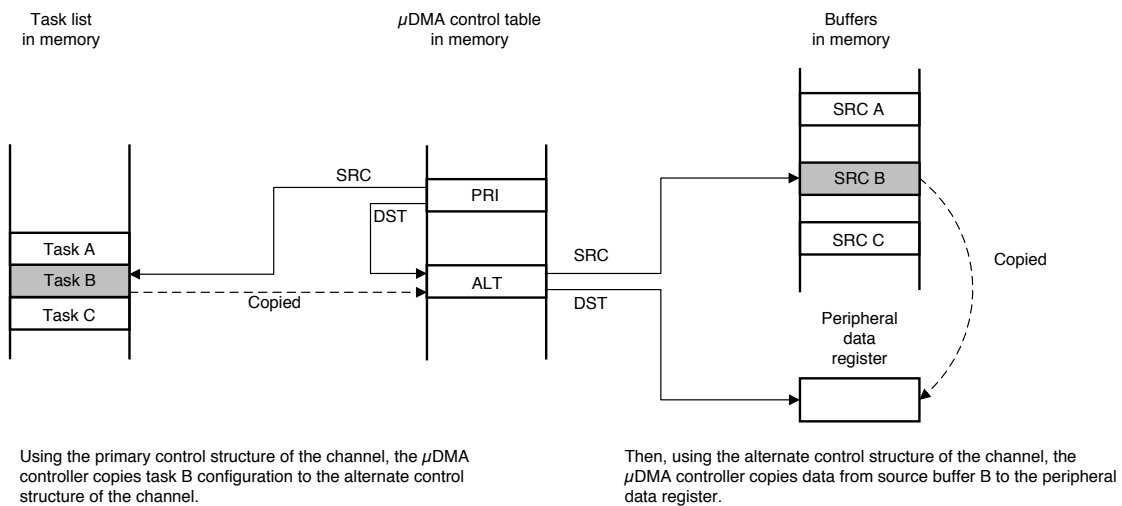 Task list
in memory
µDMA control table
in memory
Buffers
in memory
SRC A
SRC
PRI
SRC B
DST
Task A
SRC C
SRC
Copied
Task B
ALT
Copied
DST
Task C
Peripheral
data
register
Using the primary control structure of the channel, the µDMA
controller copies task B configuration to the alternate control
structure of the channel.
Then, using the alternate control structure of the channel, the
µDMA controller copies data from source buffer B to the peripheral
data register.